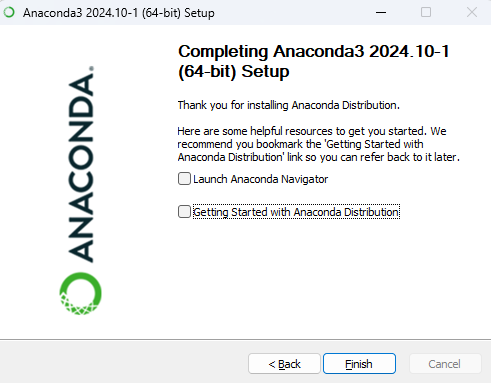 Anaconda3 2024.10-1 (64-bit) Setup
Completing Anaconda3 2024.10-1
(64-bit) Setup
Thank you for installing Anaconda Distribution.
Here are some helpful resources to get you started. We
recommend you bookmark the 'Getting Started with
Anaconda Distribution' link so you can refer back to it later.
Launch Anaconda Navigator
Getting Started with Anaconda Distribution
ANACONDA.
< Back
Finish
Cancel